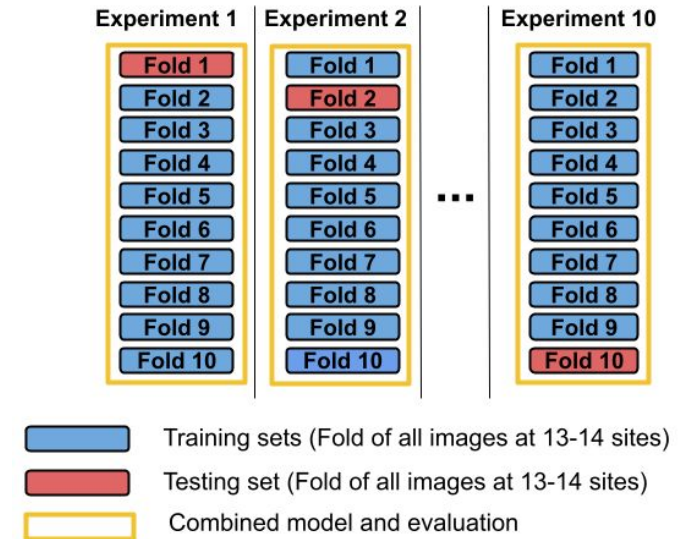 Experiment 1
Fold 1
Fold 2
Fold 3
Fold 4
Fold 5
Fold 6
Fold 7
Fold 8
Fold 9
Fold 10
Experiment 2
Fold 1
Fold 2
Fold 3
Fold 4
Fold 5
Fold 6
Fold 7
Fold 8
Fold 9
Fold 10
...
Experiment 10
Fold 1
Fold 2
Fold 3
Fold 4
Fold 5
Fold 6
Fold 7
Fold 8
Fold 9
Fold 10
Training sets (Fold of all images at 13-14 sites)
Testing set (Fold of all images at 13-14 sites)
Combined model and evaluation